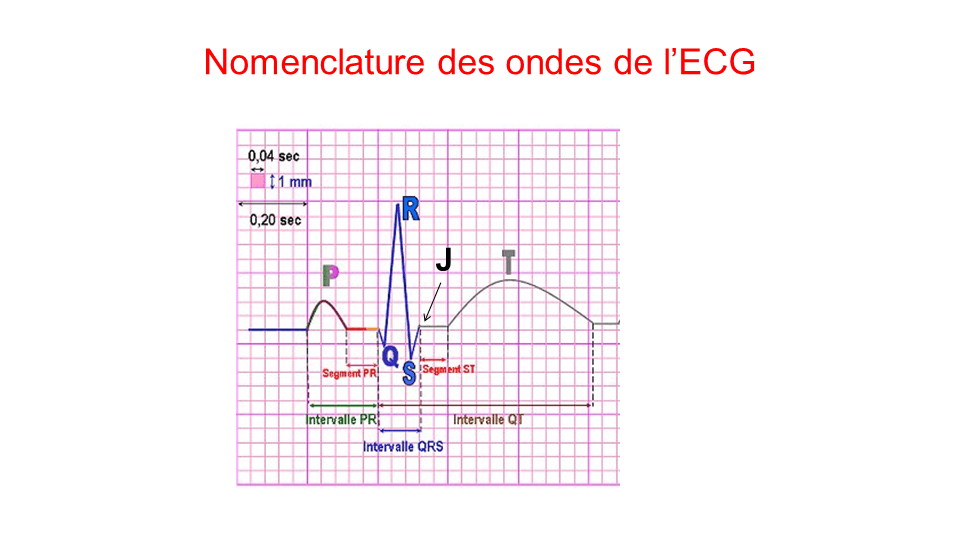 Nomenclature des ondes de l’ECG
0,04 sec
1 mm
0,20 sec
R
J
T
P
Q
S
Segment PR
Segment ST
Intervalle PR
Intervalle QT
Intervalle QRS